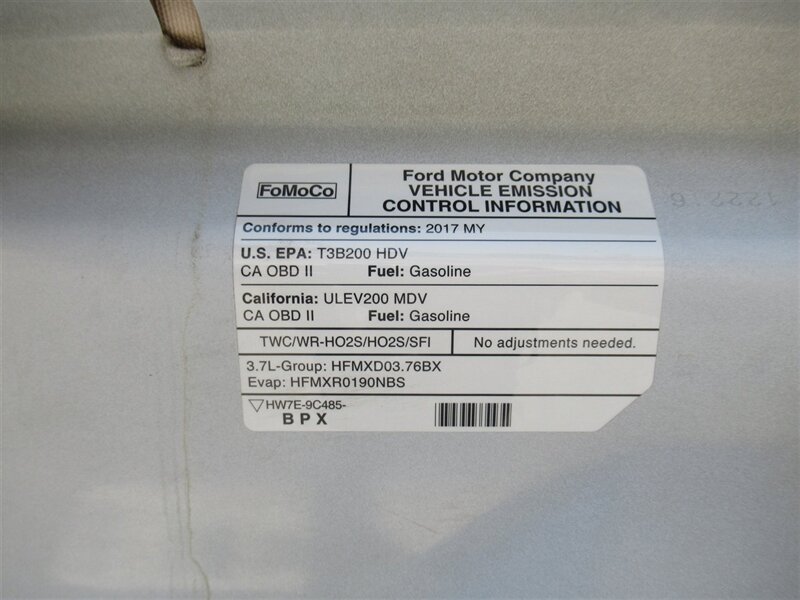 FoMoCo
Ford Motor Company
VEHICLE EMISSION
CONTROL INFORMATION
Conforms to regulations: 2017 MY
U.S. EPA: T3B200 HDV
CA OBD II Fuel: Gasoline
California: ULEV200 MDV
CA OBD II Fuel: Gasoline
TWC/WR-HO2S/HO2S/SFI No adjustments needed.
3.7L-Group: HFMXD03.76BX
Evap: HFMXR0190NBS
HW7E-9C485-
B P X